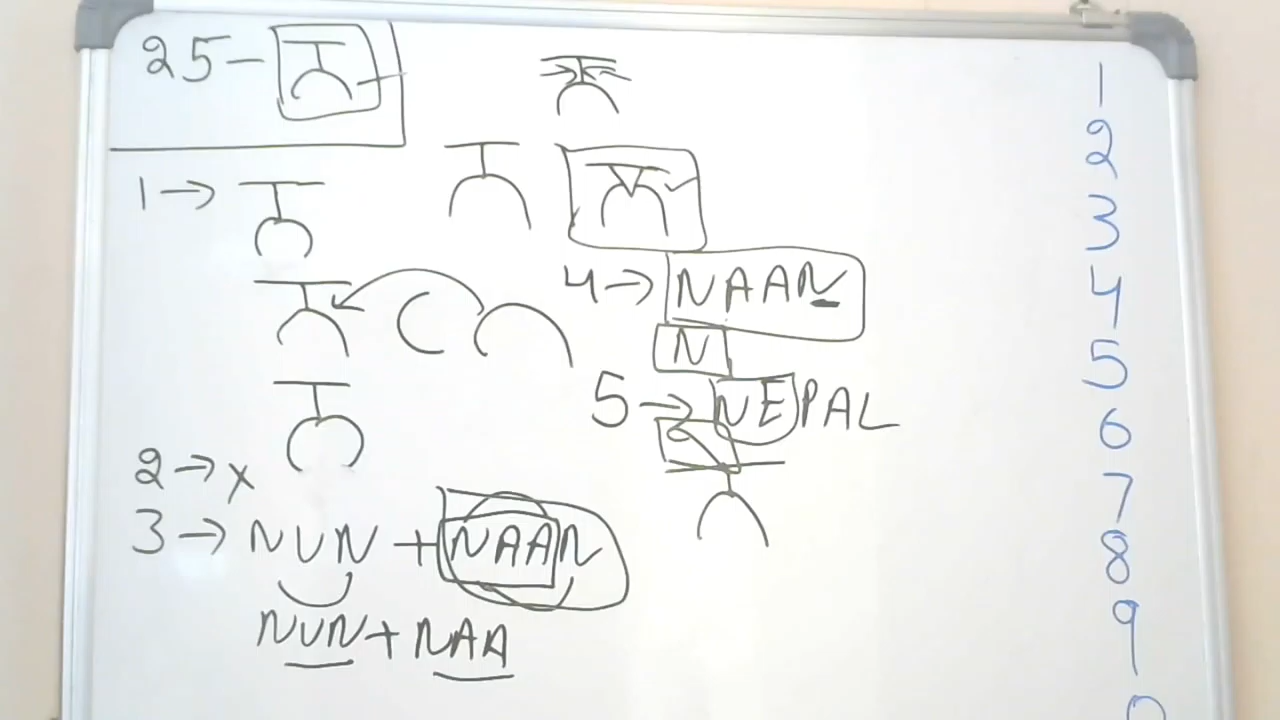 25-
1→
2→x
3→ NUN + NAAN
NUN + NAA
4→ NAAN
N
5→ NEPAL
1
2
3
4
5
6
7
8
9